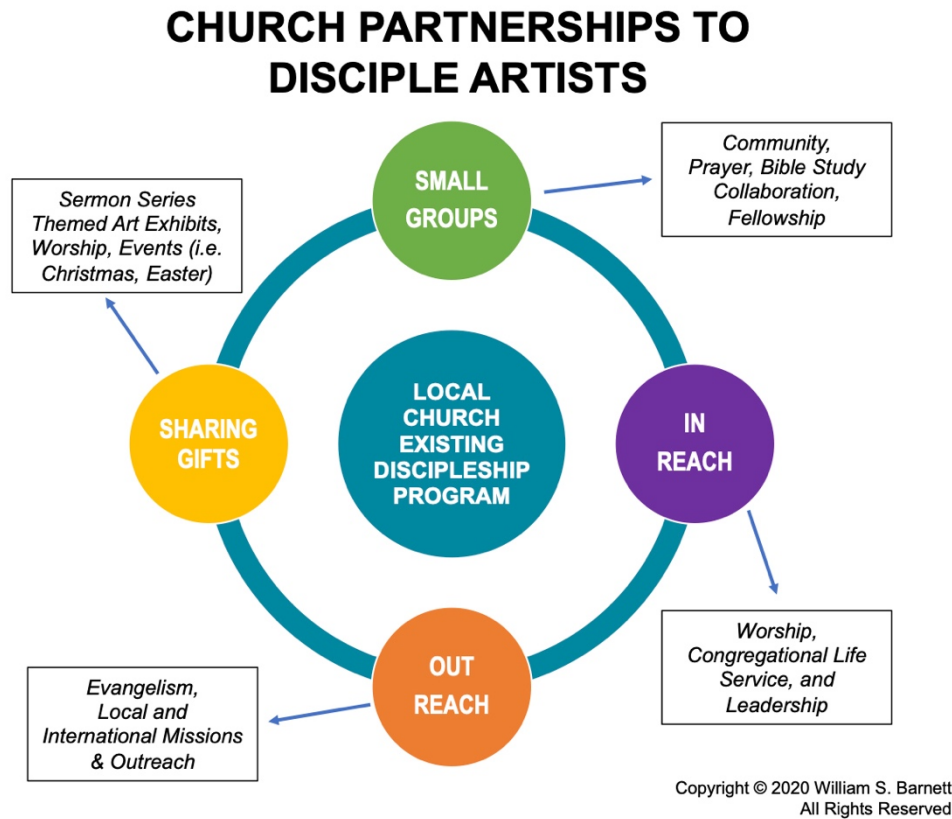 CHURCH PARTNERSHIPS TO
DISCIPLE ARTISTS
SMALL
GROUPS
Community,
Prayer, Bible Study
Collaboration,
Fellowship
Sermon Series
Themed Art Exhibits,
Worship, Events (i.e.
Christmas, Easter)
SHARING
GIFTS
LOCAL
CHURCH
EXISTING
DISCIPLESHIP
PROGRAM
IN
REACH
Worship,
Congregational Life
Service, and
Leadership
OUT
REACH
Evangelism,
Local and
International Missions
& Outreach
Copyright © 2020 William S. Barnett
All Rights Reserved